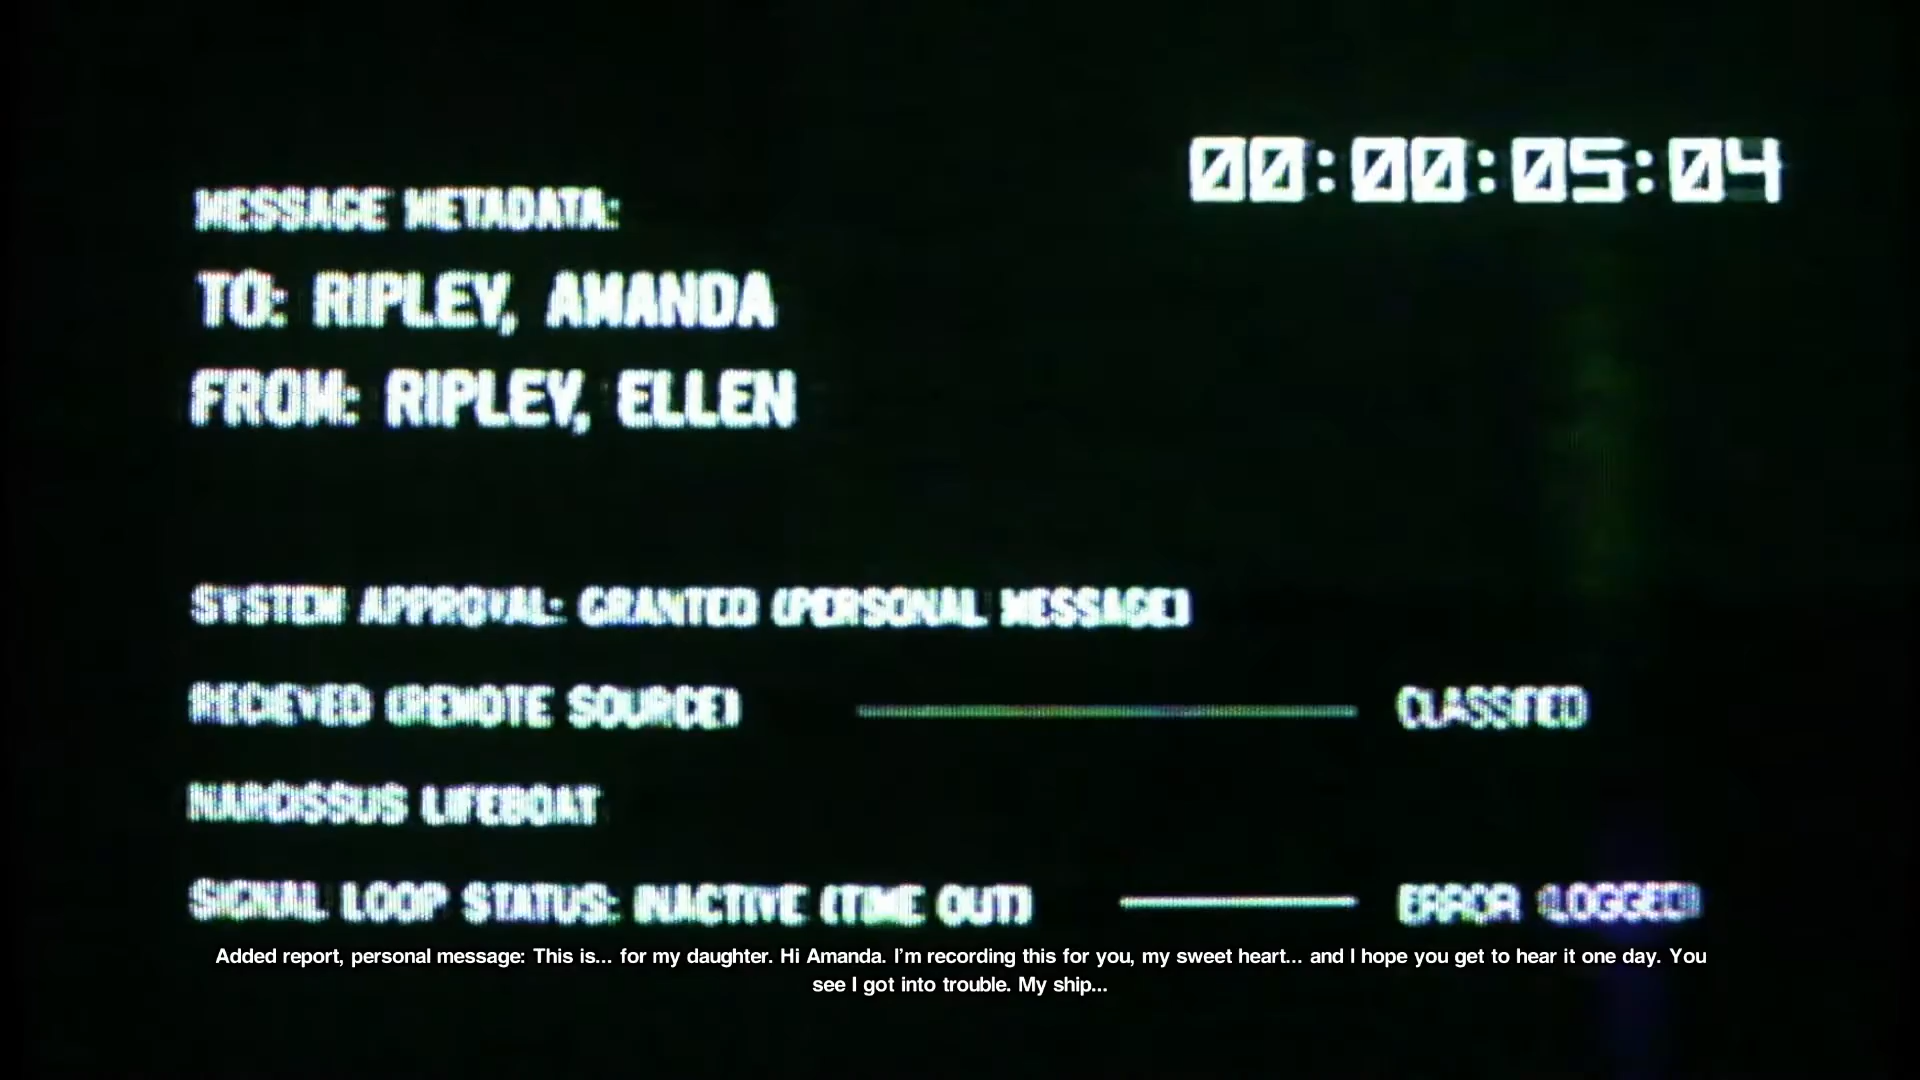 00:00:05:04
MESSAGE METADATA:
TO: RIPLEY, AMANDA
FROM: RIPLEY, ELLEN
SYSTEM APPROVAL: GRANTED (PERSONAL MESSAGE)
RECIEVED (REMOTE SOURCE) CLASSIFIED
NARCISSUS LIFEBOAT
SIGNAL LOOP STATUS: INACTIVE (TIME OUT) ERROR (LOGGED)
Added report, personal message: This is... for my daughter. Hi Amanda. I'm recording this for you, my sweet heart... and I hope you get to hear it one day. You
see I got into trouble. My ship...